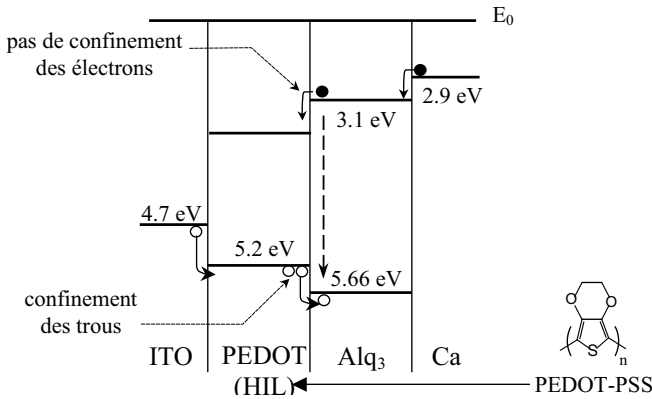 E₀
pas de confinement
des électrons
2.9 eV
3.1 eV
4.7 eV
5.2 eV
5.66 eV
confinement
des trous
O
O
S
n
ITO
PEDOT
(HIL)
Alq₃
Ca
PEDOT-PSS